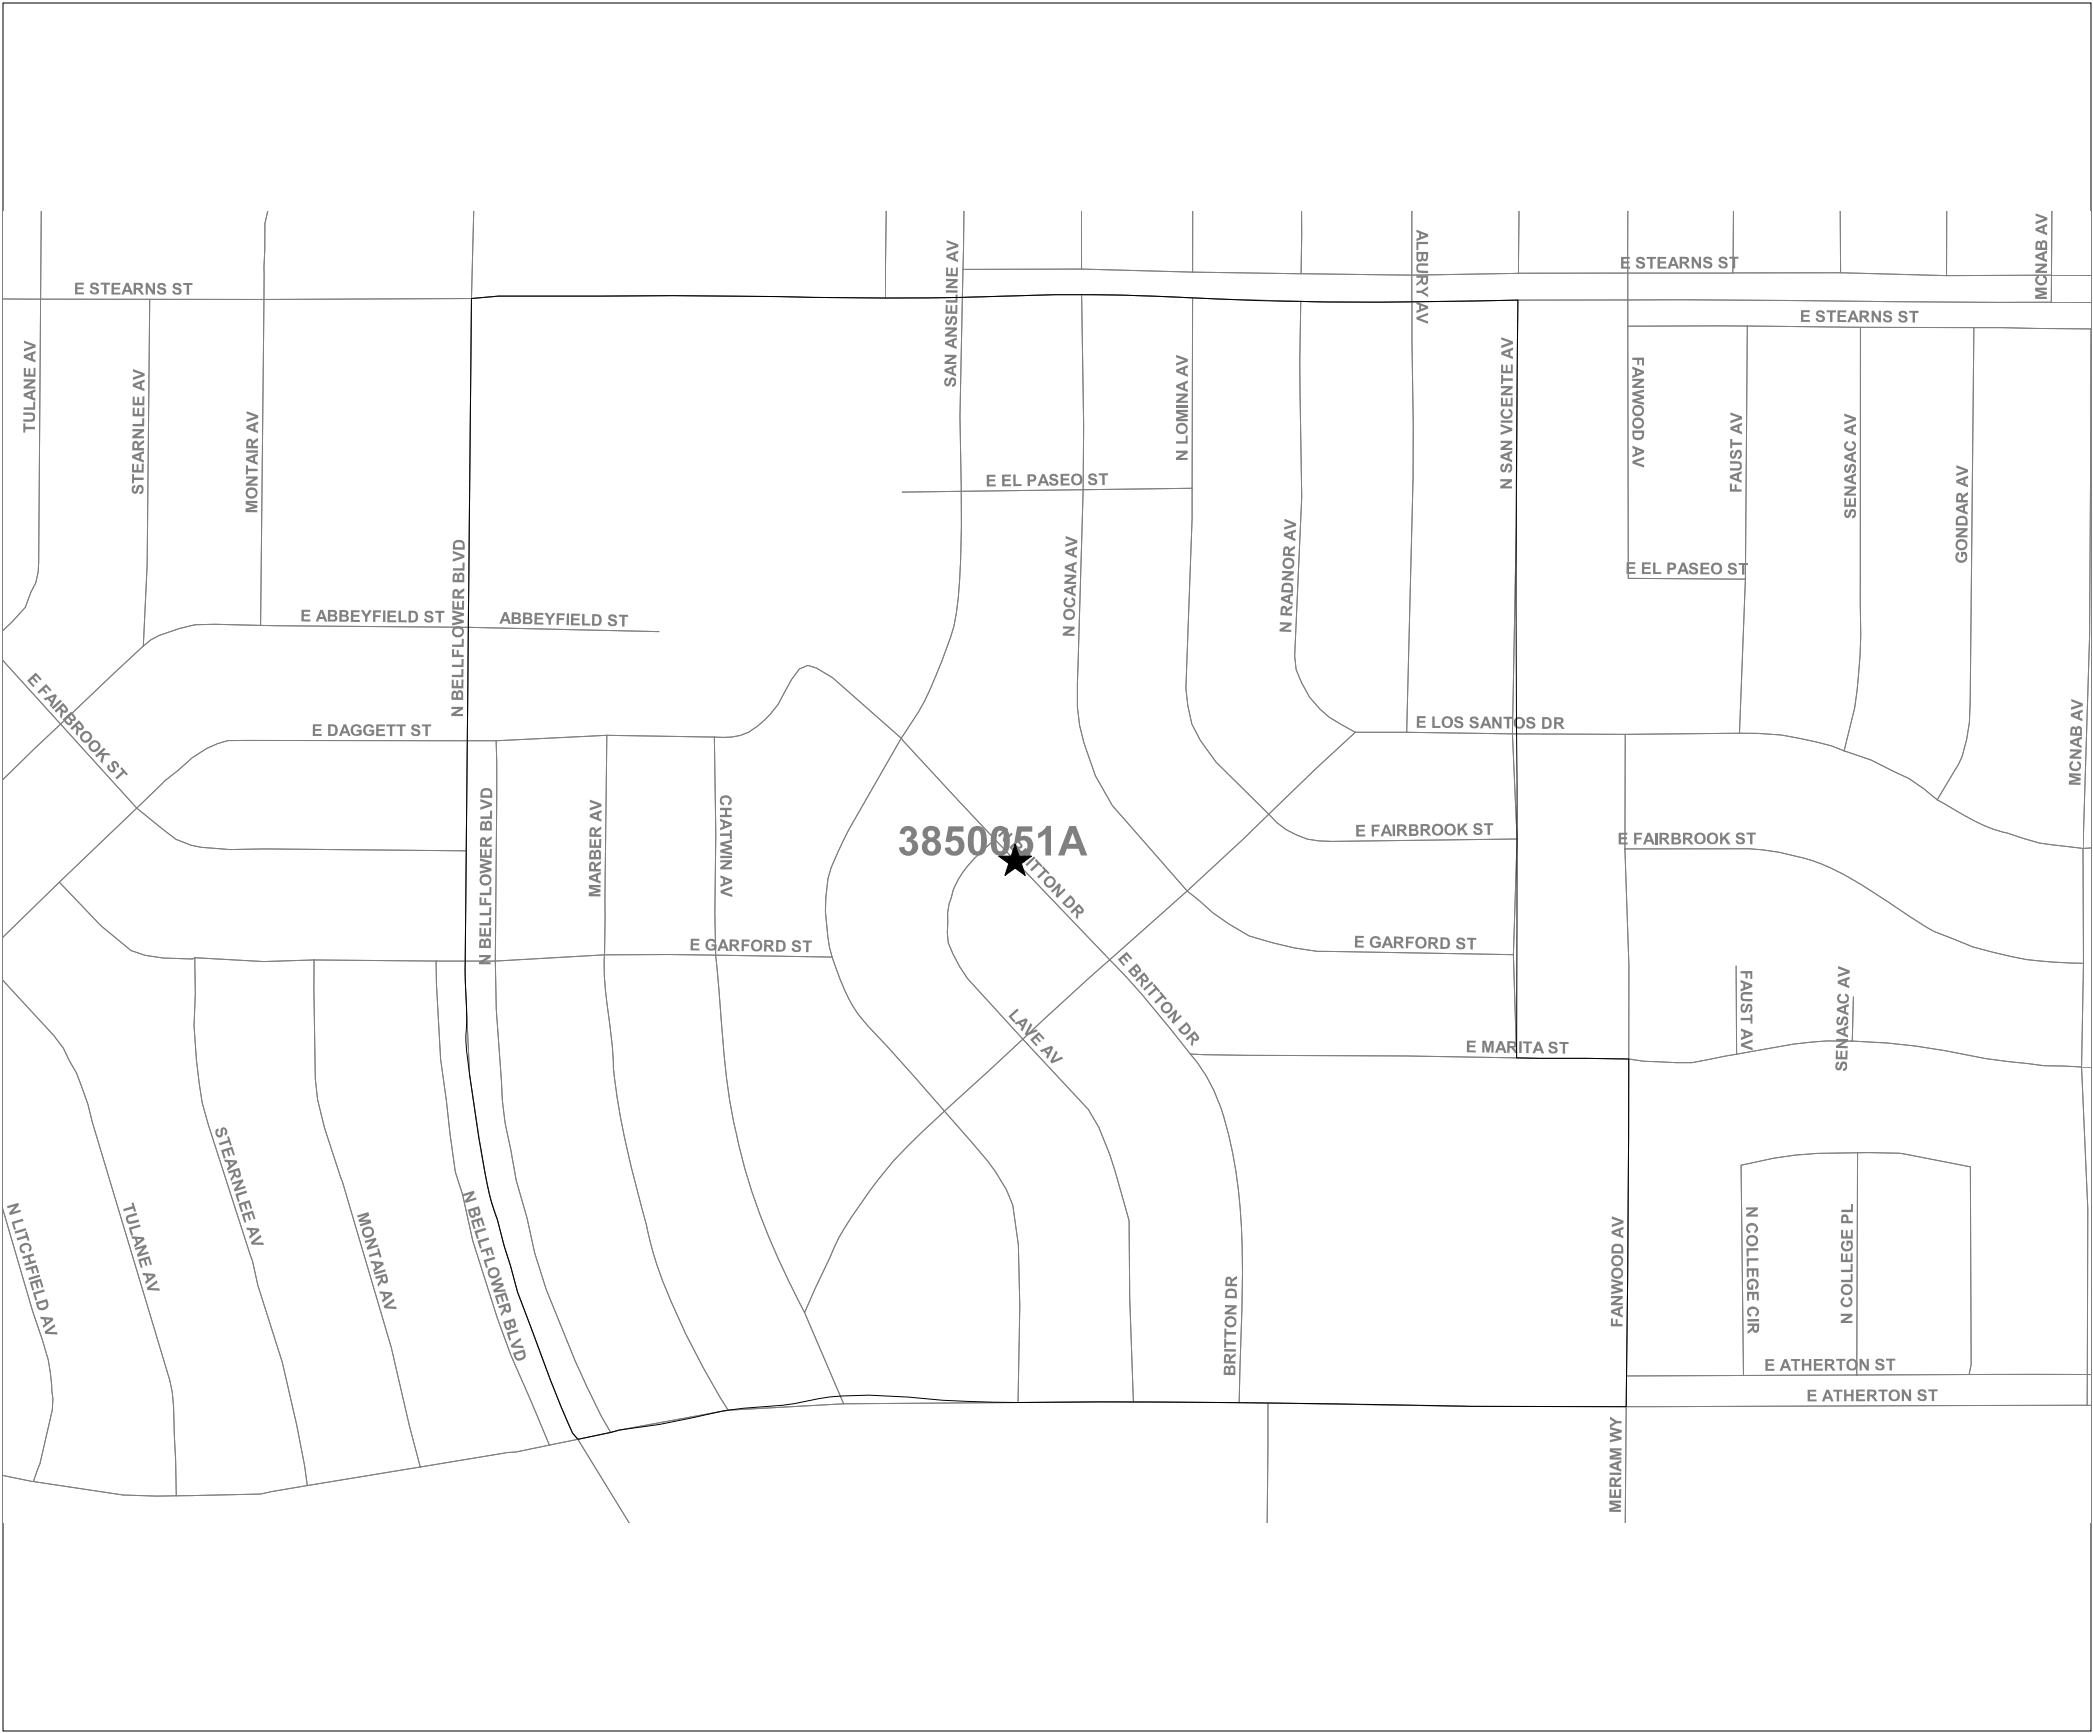 MCNAB AV
ALBURY AV
SAN ANSELINE AV
E STEARNS ST
E STEARNS ST
E STEARNS ST
TULANE AV
STEARNLEE AV
MONTAIR AV
N LOMINA AV
N SAN VICENTE AV
FANWOOD AV
FAUST AV
SENASAC AV
GONDAR AV
E EL PASEO ST
N BELLFLOWER BLVD
N OCANA AV
N RADNOR AV
E EL PASEO ST
E ABBEYFIELD ST
ABBEYFIELD ST
E FAIRBROOK ST
E DAGGETT ST
E LOS SANTOS DR
MCNAB AV
N BELLFLOWER BLVD
MARBER AV
CHATWIN AV
3850051A
E BRITTON DR
E FAIRBROOK ST
E FAIRBROOK ST
E GARFORD ST
E GARFORD ST
E BRITTON DR
FAUST AV
SENASAC AV
LAVE AV
E MARITA ST
STEARNLEE AV
N LITCHFIELD AV
TULANE AV
MONTAIR AV
N BELLFLOWER BLVD
BRITTON DR
FANWOOD AV
N COLLEGE CIR
N COLLEGE PL
E ATHERTON ST
E ATHERTON ST
MERIAM WY